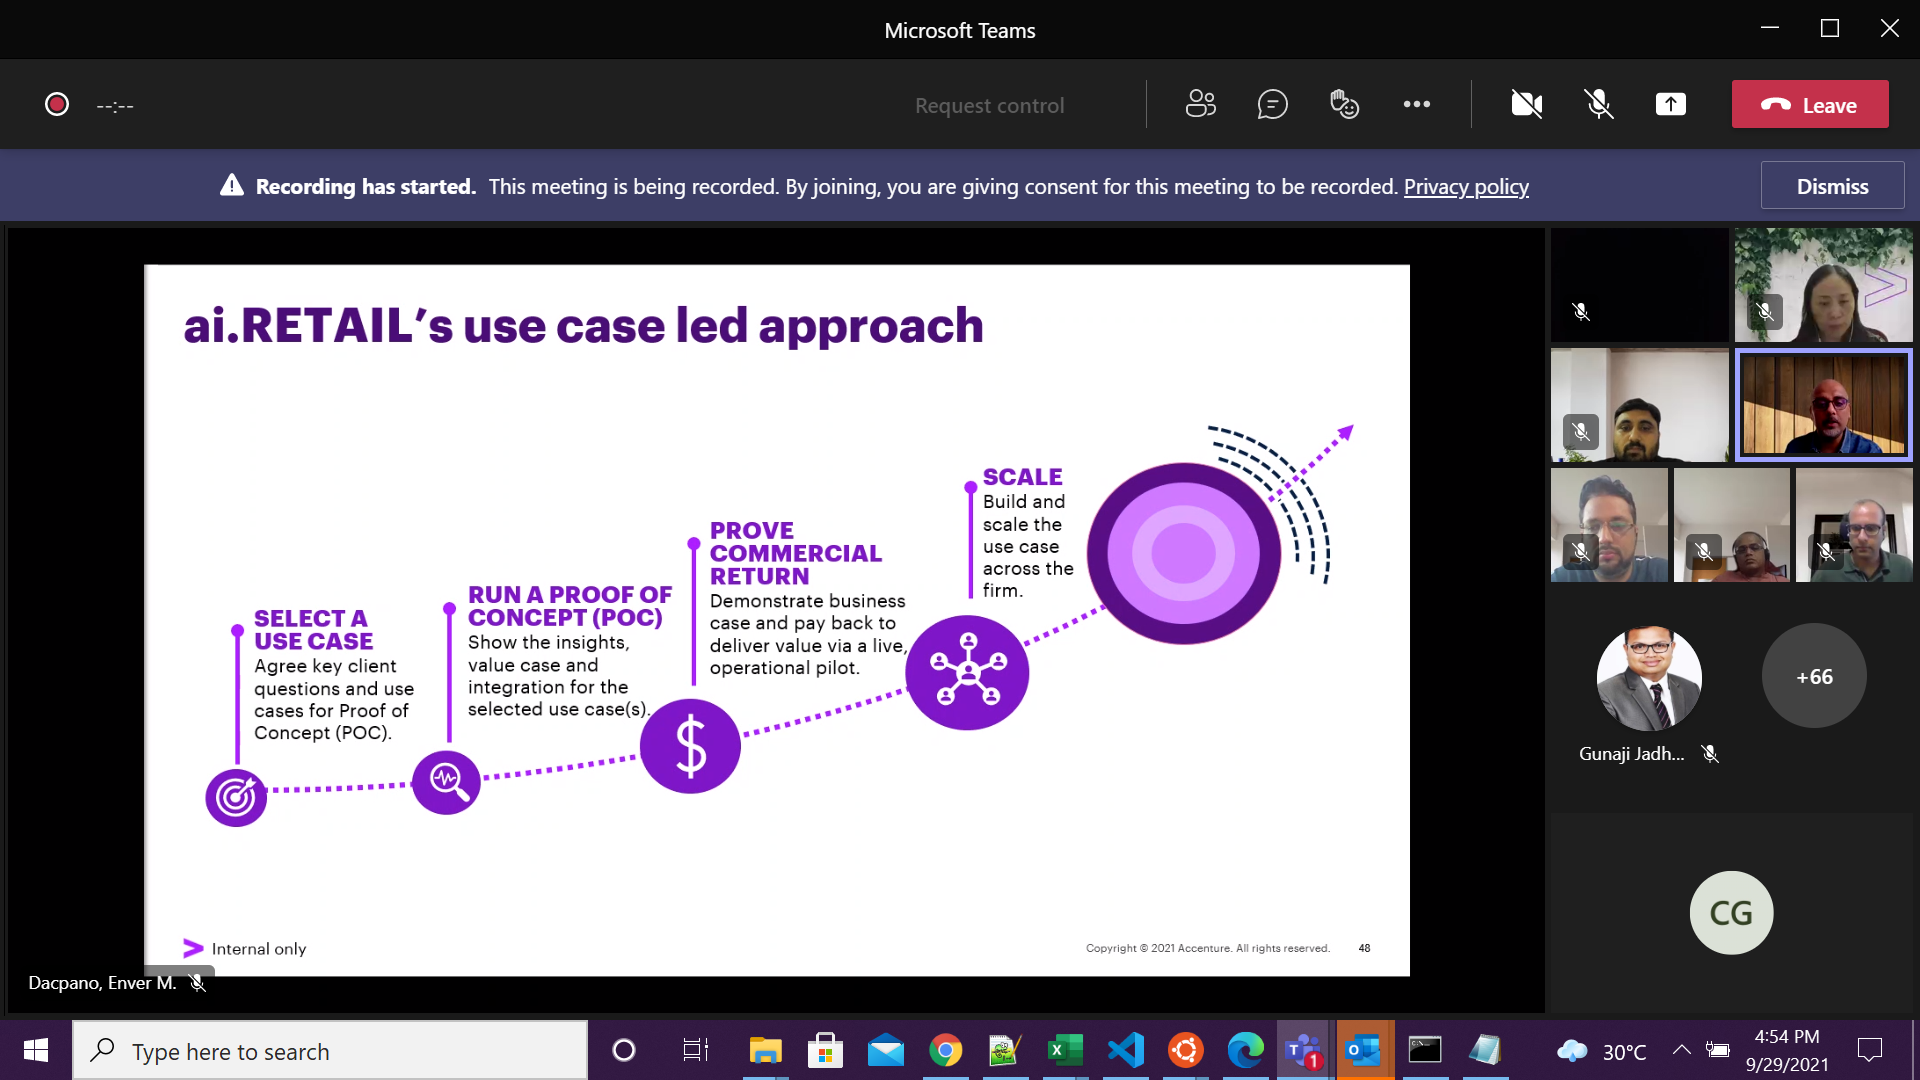 Microsoft Teams
--:--
Request control
Leave
Recording has started. This meeting is being recorded. By joining, you are giving consent for this meeting to be recorded. Privacy policy
Dismiss
ai.RETAIL’s use case led approach
SELECT A
USE CASE
Agree key client
questions and use
cases for Proof of
Concept (POC).
RUN A PROOF OF
CONCEPT (POC)
Show the insights,
value case and
integration for the
selected use case(s).
PROVE
COMMERCIAL
RETURN
Demonstrate business
case and pay back to
deliver value via a live,
operational pilot.
$
SCALE
Build and
scale the
use case
across the
firm.
Internal only
Copyright © 2021 Accenture. All rights reserved. 48
Dacpano, Enver M.
+66
Gunaji Jadh...
CG
Type here to search
1
30°C
4:54 PM
9/29/2021